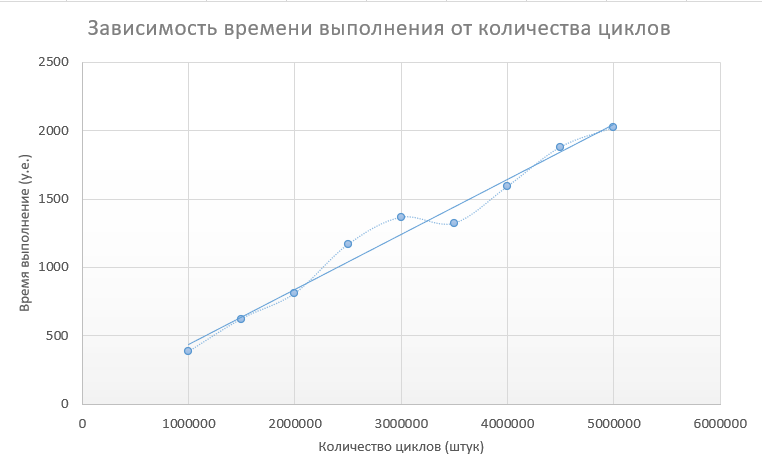 Зависимость времени выполнения от количества циклов
2500
2000
1500
1000
500
0
Время выполнение (у.е.)
0 1000000 2000000 3000000 4000000 5000000 6000000
Количество циклов (штук)